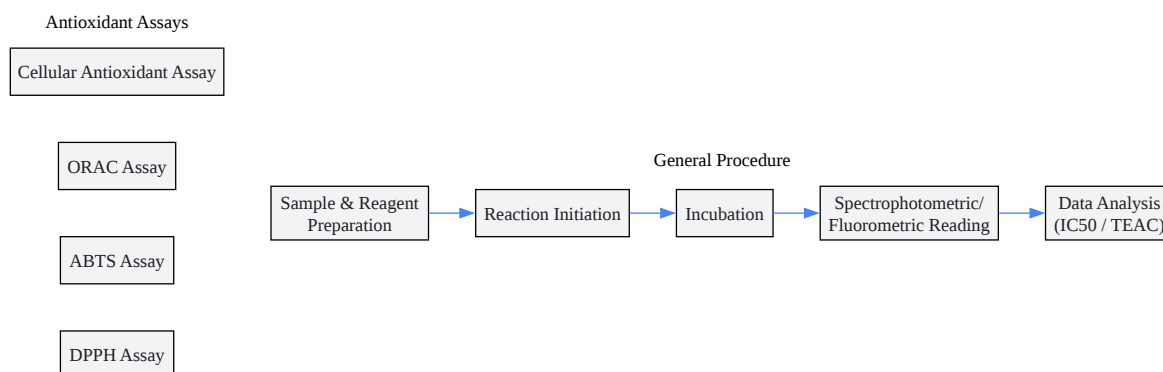 Antioxidant Assays
Cellular Antioxidant Assay
ORAC Assay
ABTS Assay
DPPH Assay
General Procedure
Sample & Reagent
Preparation
Reaction Initiation
Incubation
Spectrophotometric/
Fluorometric Reading
Data Analysis
(IC50 / TEAC)